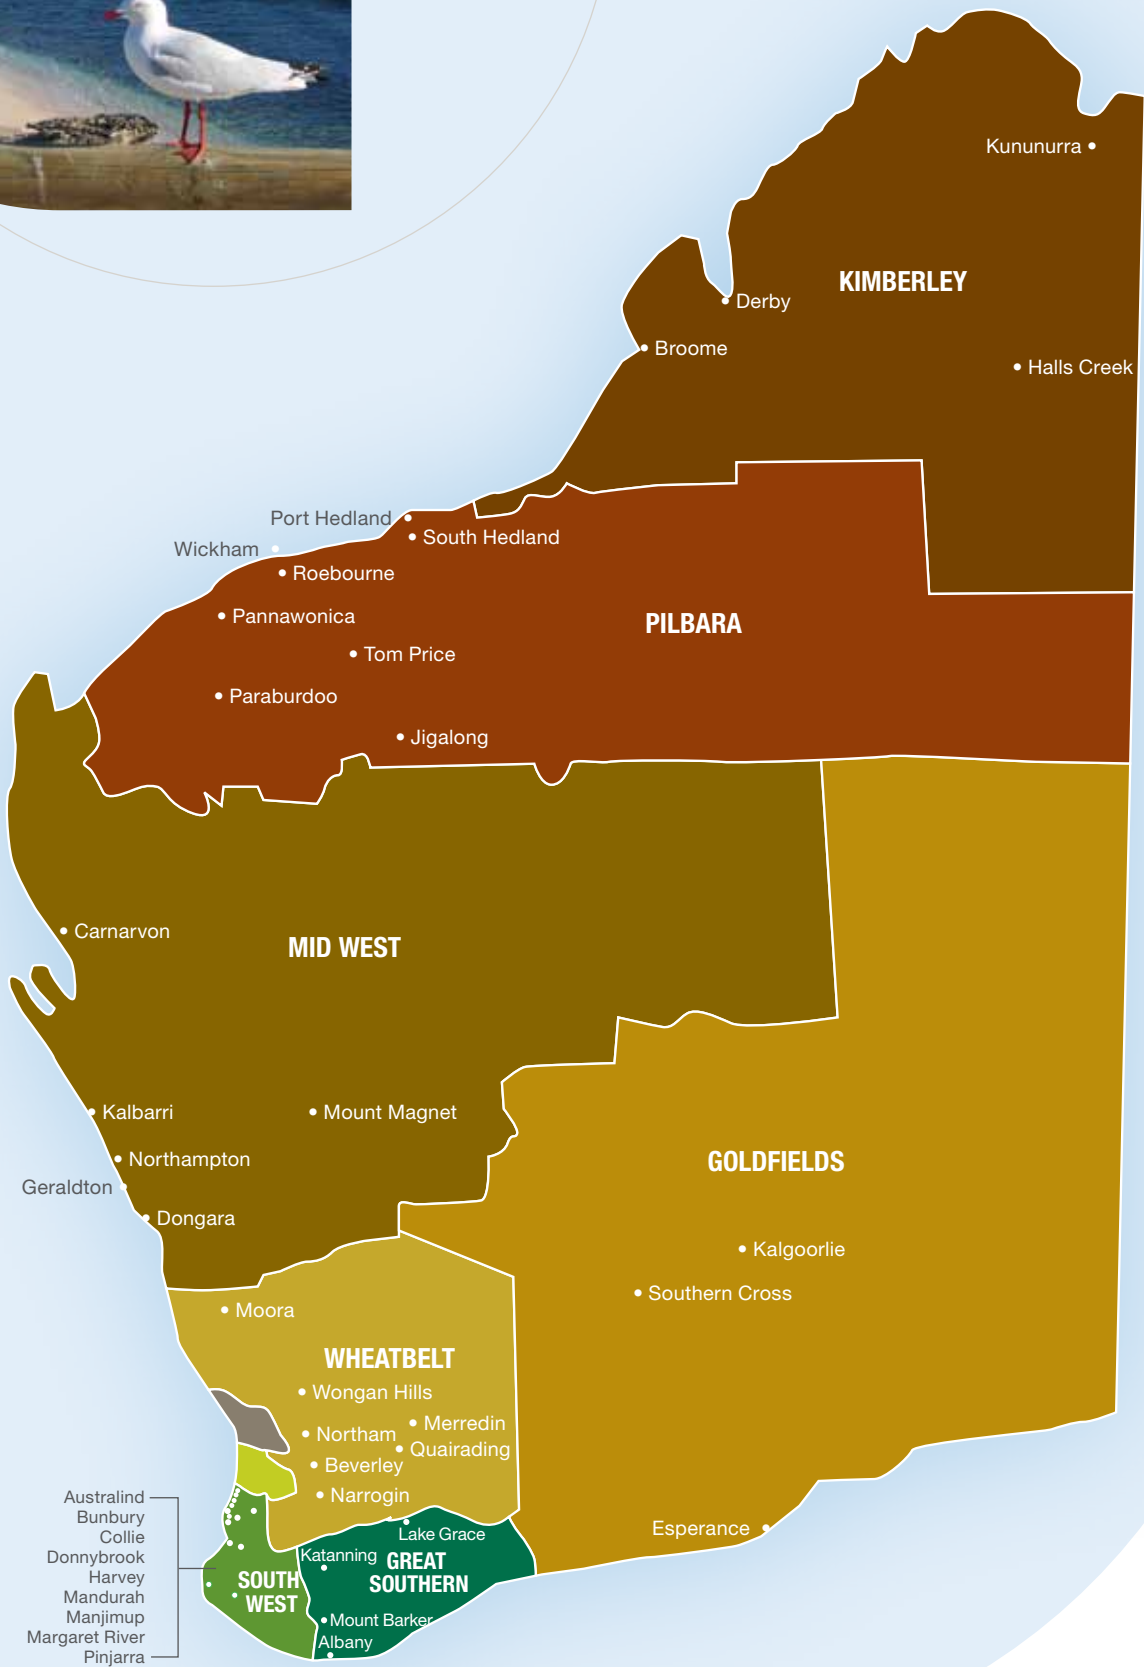 Kununurra
KIMBERLEY
Derby
Broome
Halls Creek
Port Hedland
South Hedland
Wickham
Roebourne
Pannawonica
PILBARA
Tom Price
Paraburdoo
Jigalong
Carnarvon
MID WEST
Kalbarri
Mount Magnet
Northampton
GOLDFIELDS
Geraldton
Dongara
Kalgoorlie
Southern Cross
Moora
WHEATBELT
Wongan Hills
Merredin
Northam
Quairading
Beverley
Narrogin
Australind
Bunbury
Collie
Donnybrook
Harvey
Mandurah
Manjimup
Margaret River
Pinjarra
Esperance
Lake Grace
Katanning
GREAT
SOUTHERN
SOUTH
WEST
Mount Barker
Albany